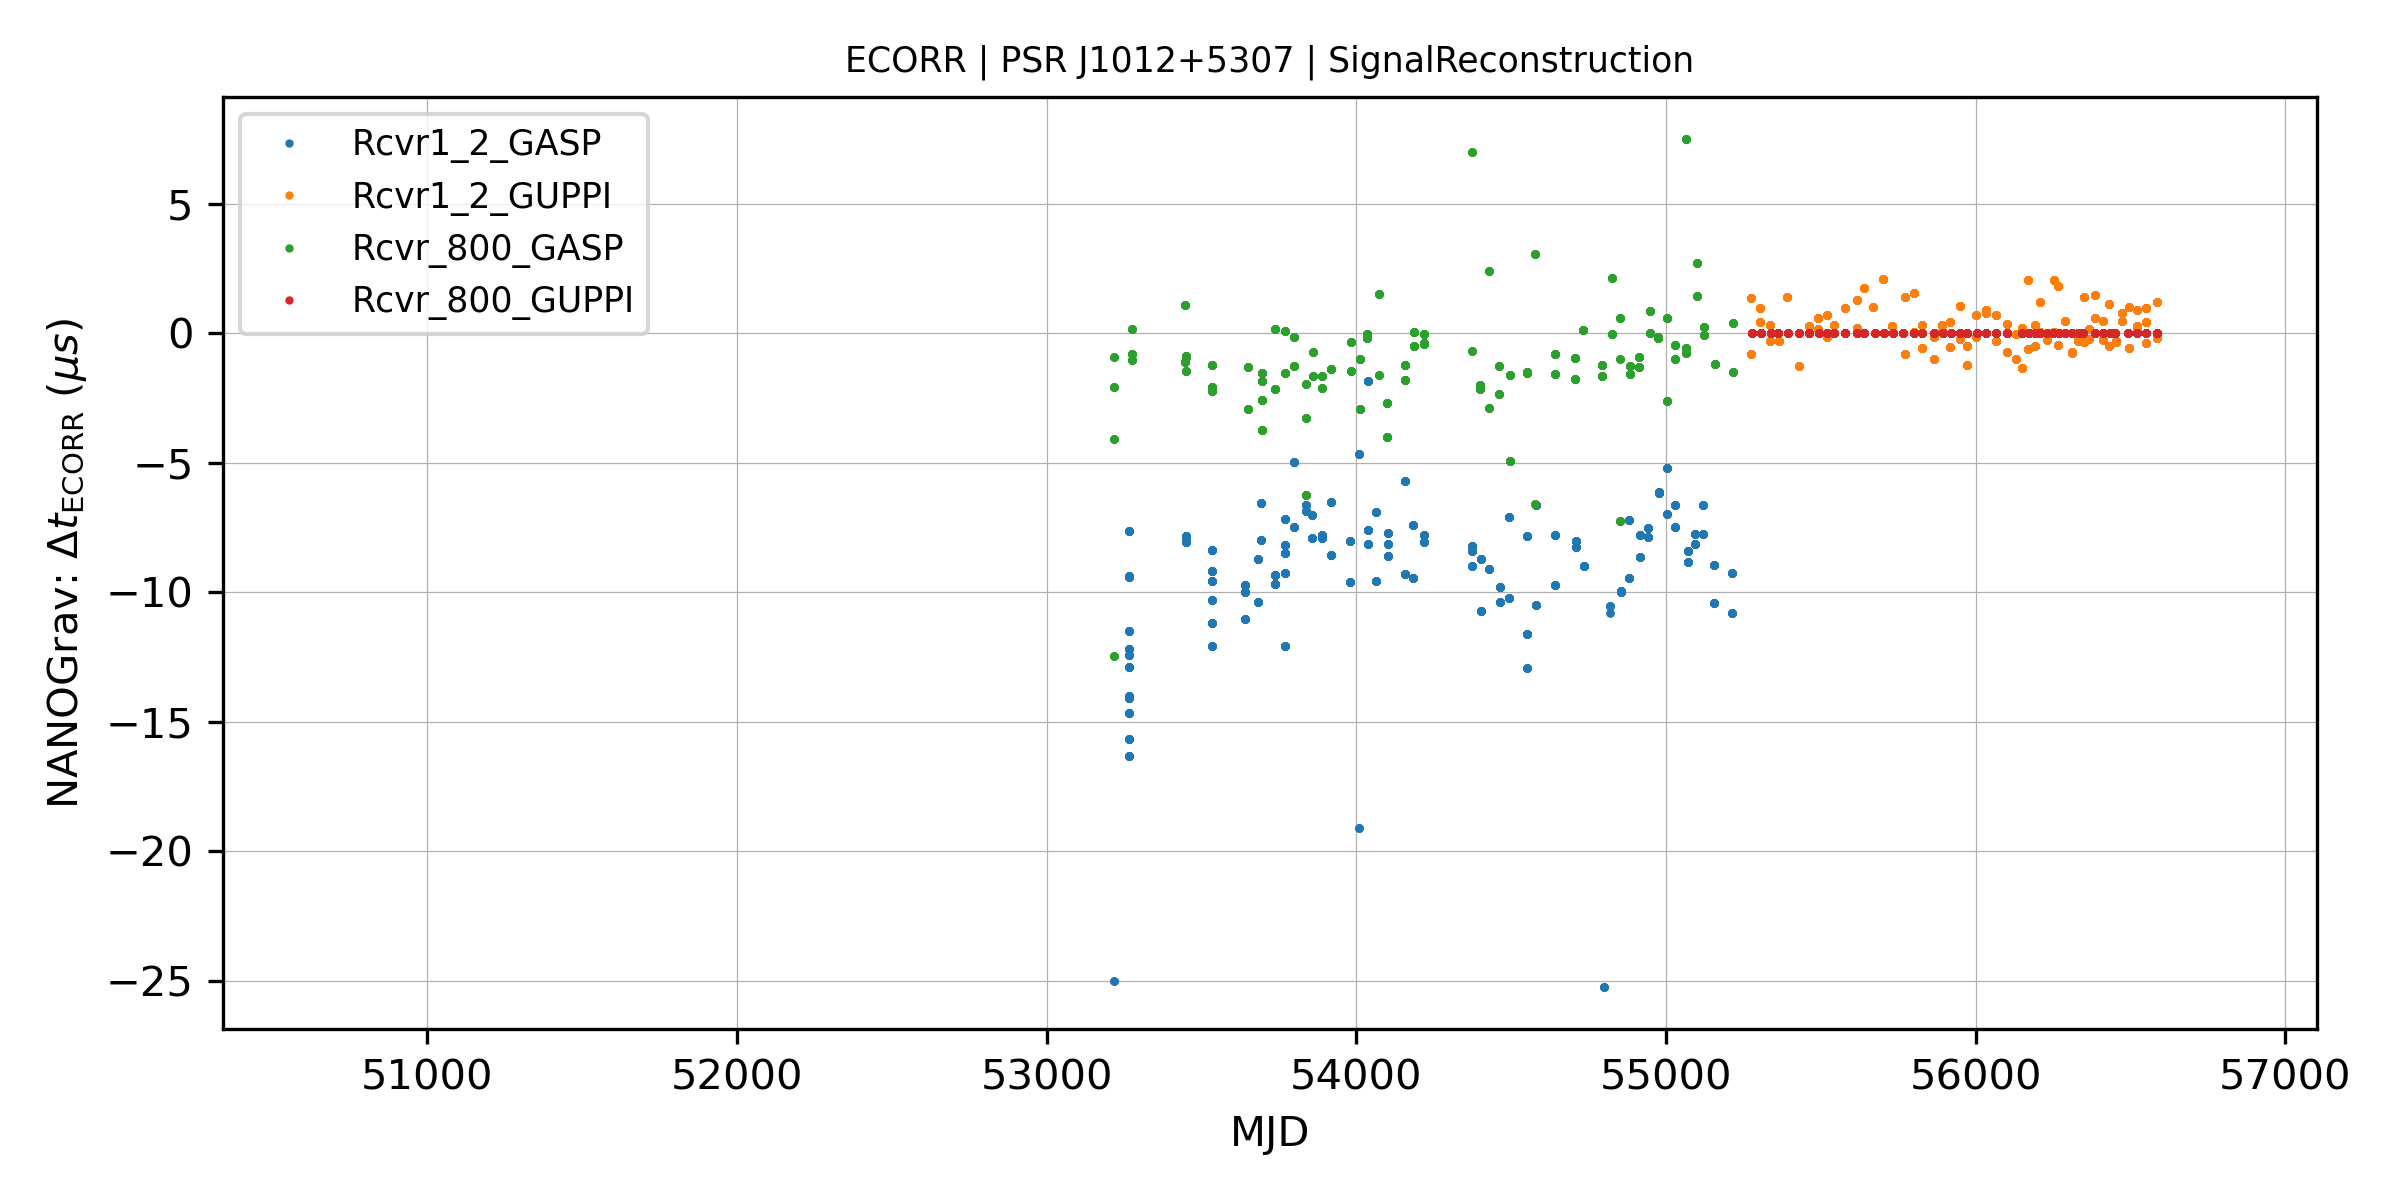 ECORR | PSR J1012+5307 | SignalReconstruction
Rcvr1_2_GASP
Rcvr1_2_GUPPI
Rcvr_800_GASP
Rcvr_800_GUPPI
NANOGrav: Δt_ECORR (μs)
5
0
−5
−10
−15
−20
−25
51000 52000 53000 54000 55000 56000 57000
MJD